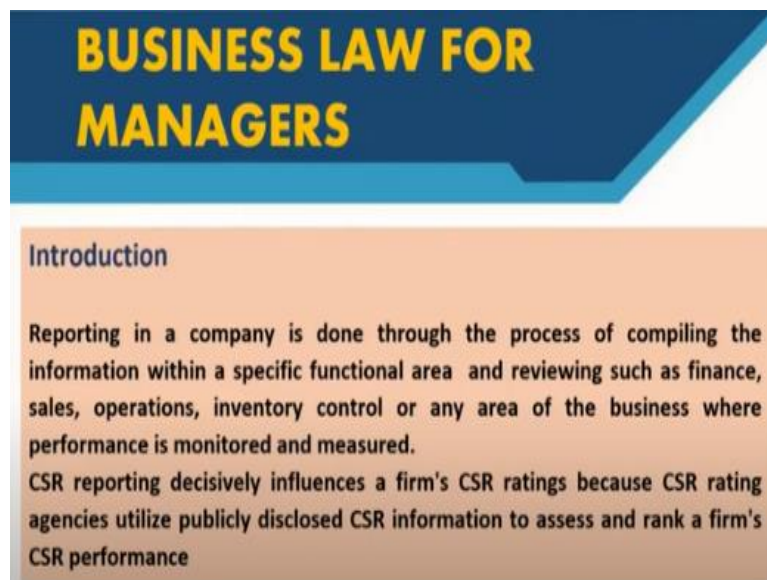 BUSINESS LAW FOR
MANAGERS
Introduction
Reporting in a company is done through the process of compiling the
information within a specific functional area and reviewing such as finance,
sales, operations, inventory control or any area of the business where
performance is monitored and measured.
CSR reporting decisively influences a firm's CSR ratings because CSR rating
agencies utilize publicly disclosed CSR information to assess and rank a firm's
CSR performance